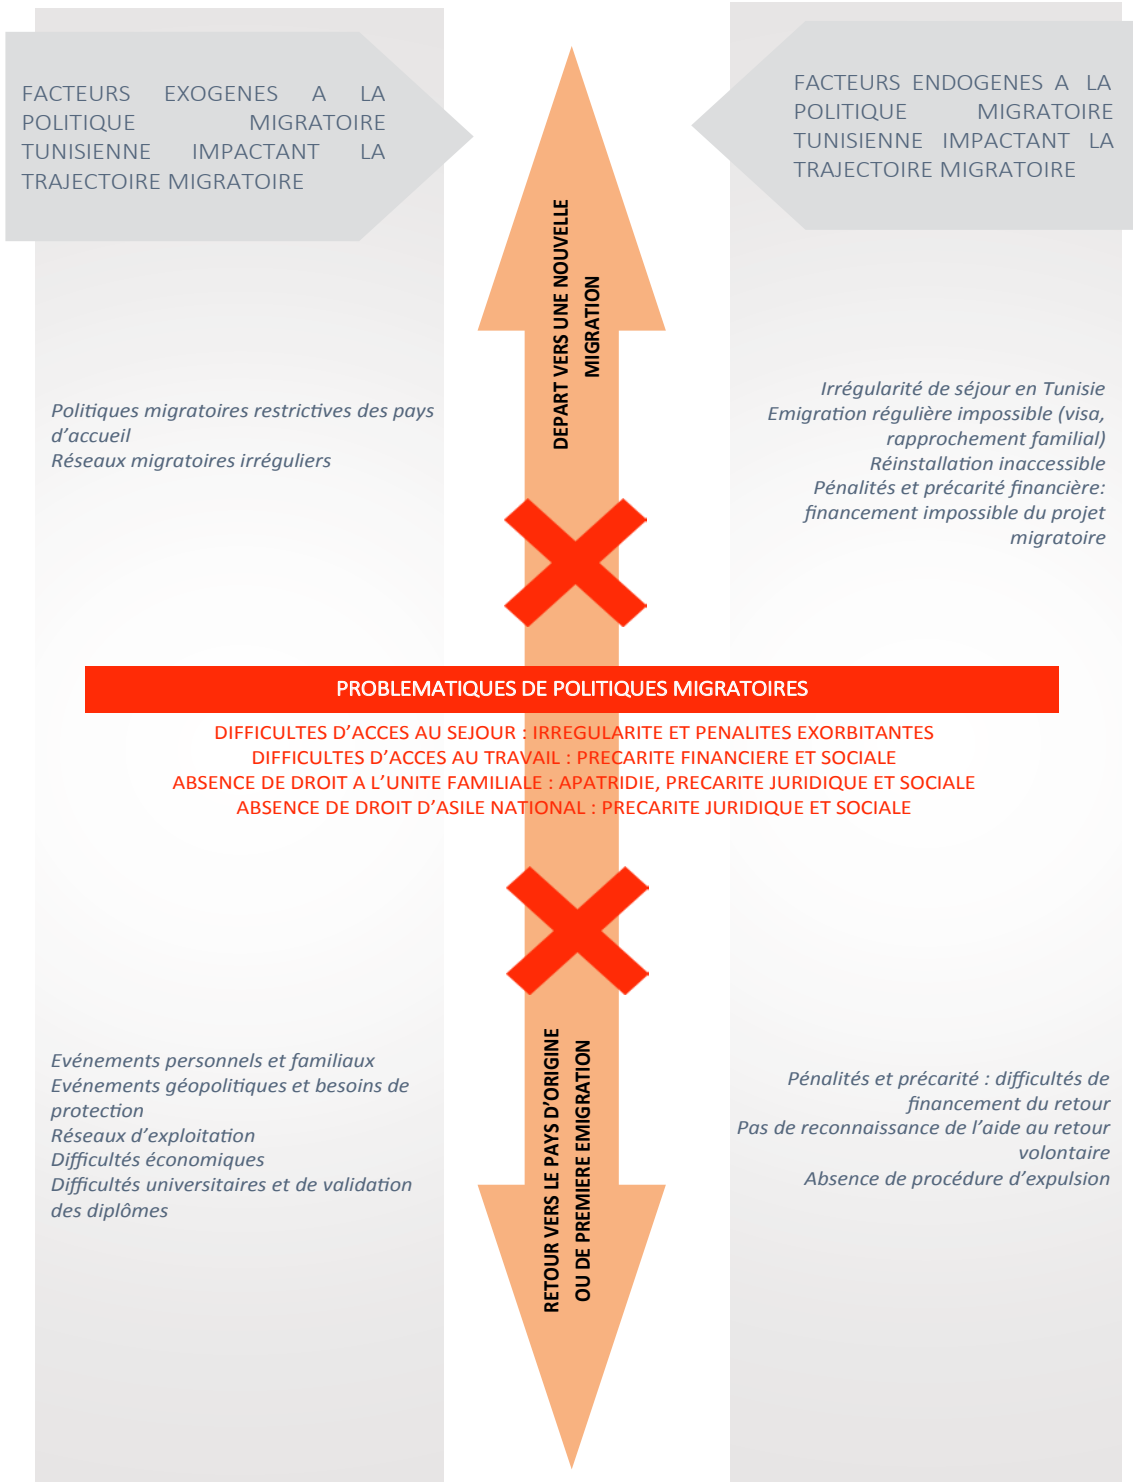 FACTEURS EXOGENES A LA
POLITIQUE MIGRATOIRE
TUNISIENNE IMPACTANT LA
TRAJECTOIRE MIGRATOIRE
FACTEURS ENDOGENES A LA
POLITIQUE MIGRATOIRE
TUNISIENNE IMPACTANT LA
TRAJECTOIRE MIGRATOIRE
DEPART VERS UNE NOUVELLE
MIGRATION
Politiques migratoires restrictives des pays
d’accueil
Réseaux migratoires irréguliers
Irrégularité de séjour en Tunisie
Emigration régulière impossible (visa,
rapprochement familial)
Réinstallation inaccessible
Pénalités et précarité financière:
financement impossible du projet
migratoire
PROBLEMATIQUES DE POLITIQUES MIGRATOIRES
DIFFICULTES D’ACCES AU SEJOUR : IRREGULARITE ET PENALITES EXORBITANTES
DIFFICULTES D’ACCES AU TRAVAIL : PRECARITE FINANCIERE ET SOCIALE
ABSENCE DE DROIT A L’UNITE FAMILIALE : APATRIDIE, PRECARITE JURIDIQUE ET SOCIALE
ABSENCE DE DROIT D’ASILE NATIONAL : PRECARITE JURIDIQUE ET SOCIALE
Evénements personnels et familiaux
Evénements géopolitiques et besoins de
protection
Réseaux d’exploitation
Difficultés économiques
Difficultés universitaires et de validation
des diplômes
RETOUR VERS LE PAYS D’ORIGINE
OU DE PREMIERE EMIGRATION
Pénalités et précarité : difficultés de
financement du retour
Pas de reconnaissance de l’aide au retour
volontaire
Absence de procédure d’expulsion